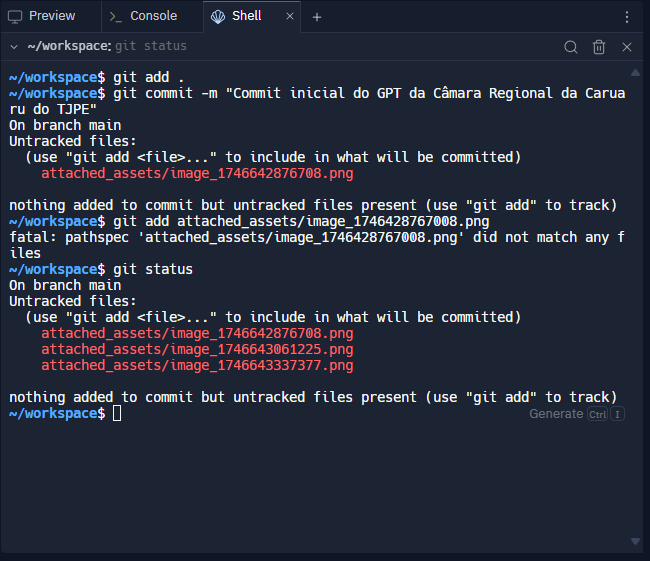 Preview Console Shell
~/workspace: git status
~/workspace$ git add .
~/workspace$ git commit -m "Commit inicial do GPT da Câmara Regional da Carua
ru do TJPE"
On branch main
Untracked files:
(use "git add <file>..." to include in what will be committed)
attached_assets/image_1746642876708.png
nothing added to commit but untracked files present (use "git add" to track)
~/workspace$ git add attached_assets/image_1746428767008.png
fatal: pathspec 'attached_assets/image_1746428767008.png' did not match any f
iles
~/workspace$ git status
On branch main
Untracked files:
(use "git add <file>..." to include in what will be committed)
attached_assets/image_1746642876708.png
attached_assets/image_1746643061225.png
attached_assets/image_1746643337377.png
nothing added to commit but untracked files present (use "git add" to track)
~/workspace$ Generate Ctrl I